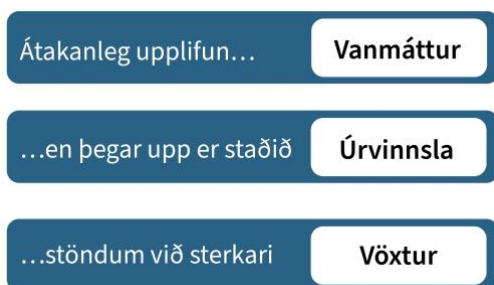 Átakanleg upplifun… Vanmáttur
…en þegar upp er staðið Úrvinnsla
…stöndum við sterkari Vöxtur